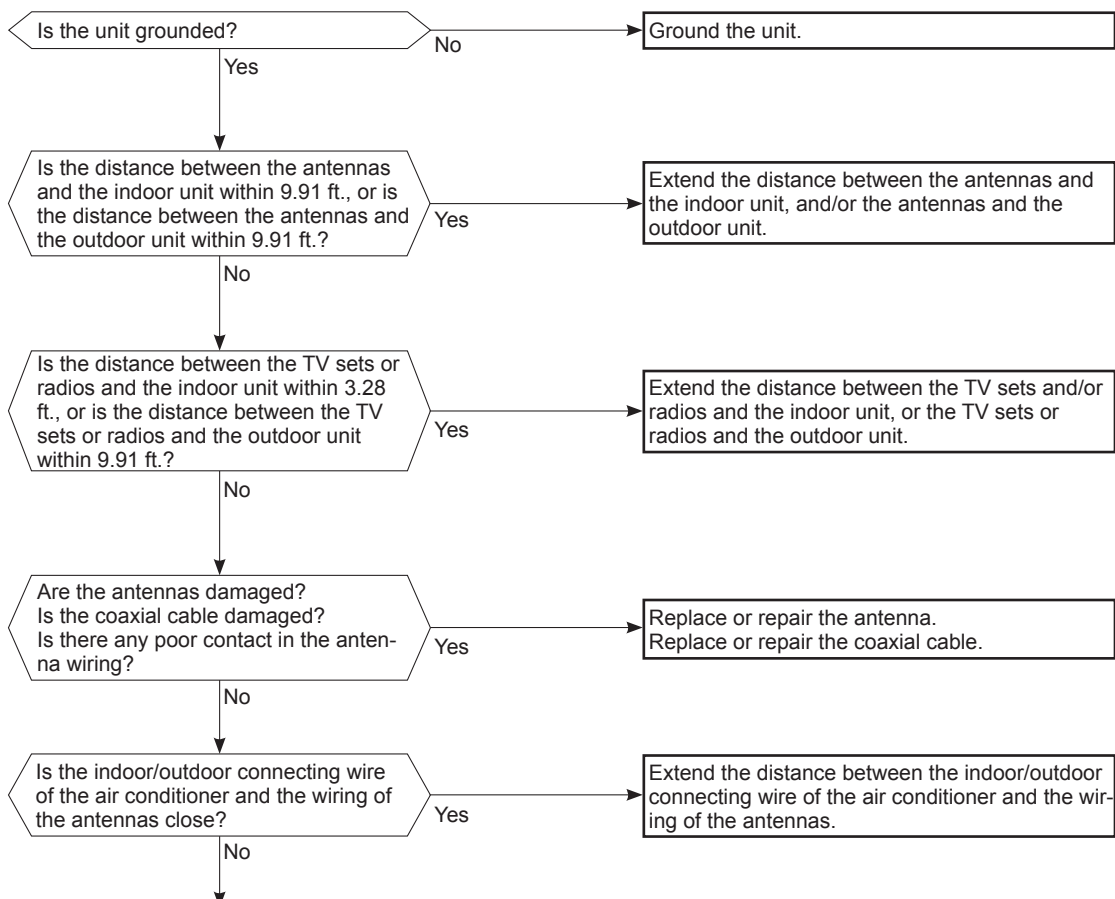 Is the unit grounded?
No
Ground the unit.
Yes
Is the distance between the antennas
and the indoor unit within 9.91 ft., or is
the distance between the antennas and
the outdoor unit within 9.91 ft.?
Yes
Extend the distance between the antennas and
the indoor unit, and/or the antennas and the
outdoor unit.
No
Is the distance between the TV sets or
radios and the indoor unit within 3.28
ft., or is the distance between the TV
sets or radios and the outdoor unit
within 9.91 ft.?
Yes
Extend the distance between the TV sets and/or
radios and the indoor unit, or the TV sets or
radios and the outdoor unit.
No
Are the antennas damaged?
Is the coaxial cable damaged?
Is there any poor contact in the anten-
na wiring?
Yes
Replace or repair the antenna.
Replace or repair the coaxial cable.
No
Is the indoor/outdoor connecting wire
of the air conditioner and the wiring of
the antennas close?
Yes
Extend the distance between the indoor/outdoor
connecting wire of the air conditioner and the wir-
ing of the antennas.
No